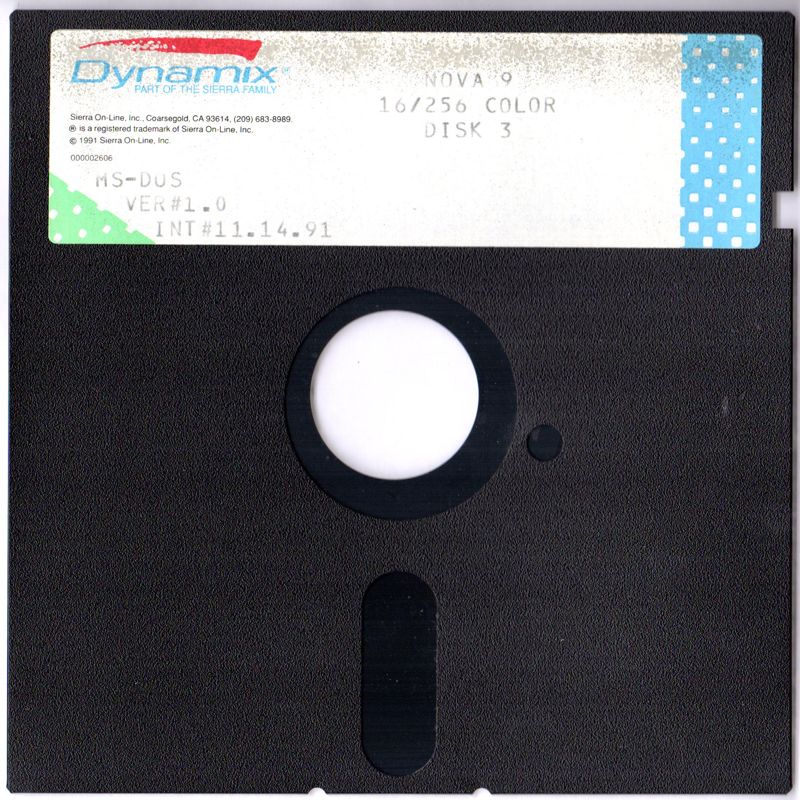 Dynamix™
PART OF THE SIERRA FAMILY
Sierra On-Line, Inc., Coarsegold, CA 93614, (209) 683-8989.
® is a registered trademark of Sierra On-Line, Inc.
© 1991 Sierra On-Line, Inc.
000002606
NOVA 9
16/256 COLOR
DISK 3
MS-DOS
VER#1.0
INT#11.14.91